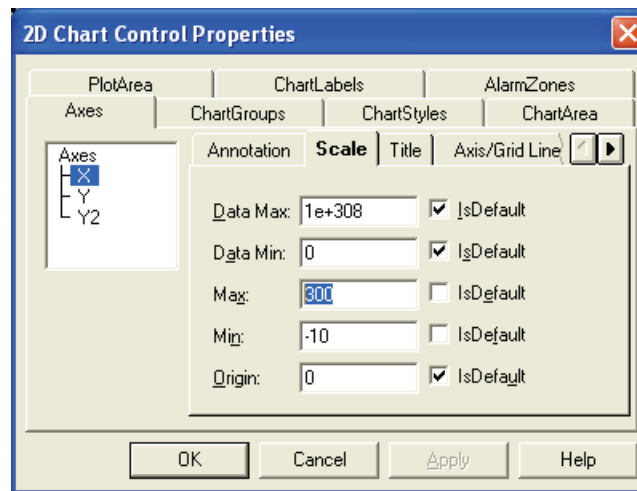 2D Chart Control Properties
PlotArea ChartLabels AlarmZones
Axes ChartGroups ChartStyles ChartArea
Axes
X
Y
Y2
Annotation Scale Title Axis/Grid Line
Data Max: 1e+308 IsDefault
Data Min: 0 IsDefault
Max: 300 IsDefault
Min: -10 IsDefault
Origin: 0 IsDefault
OK Cancel Apply Help